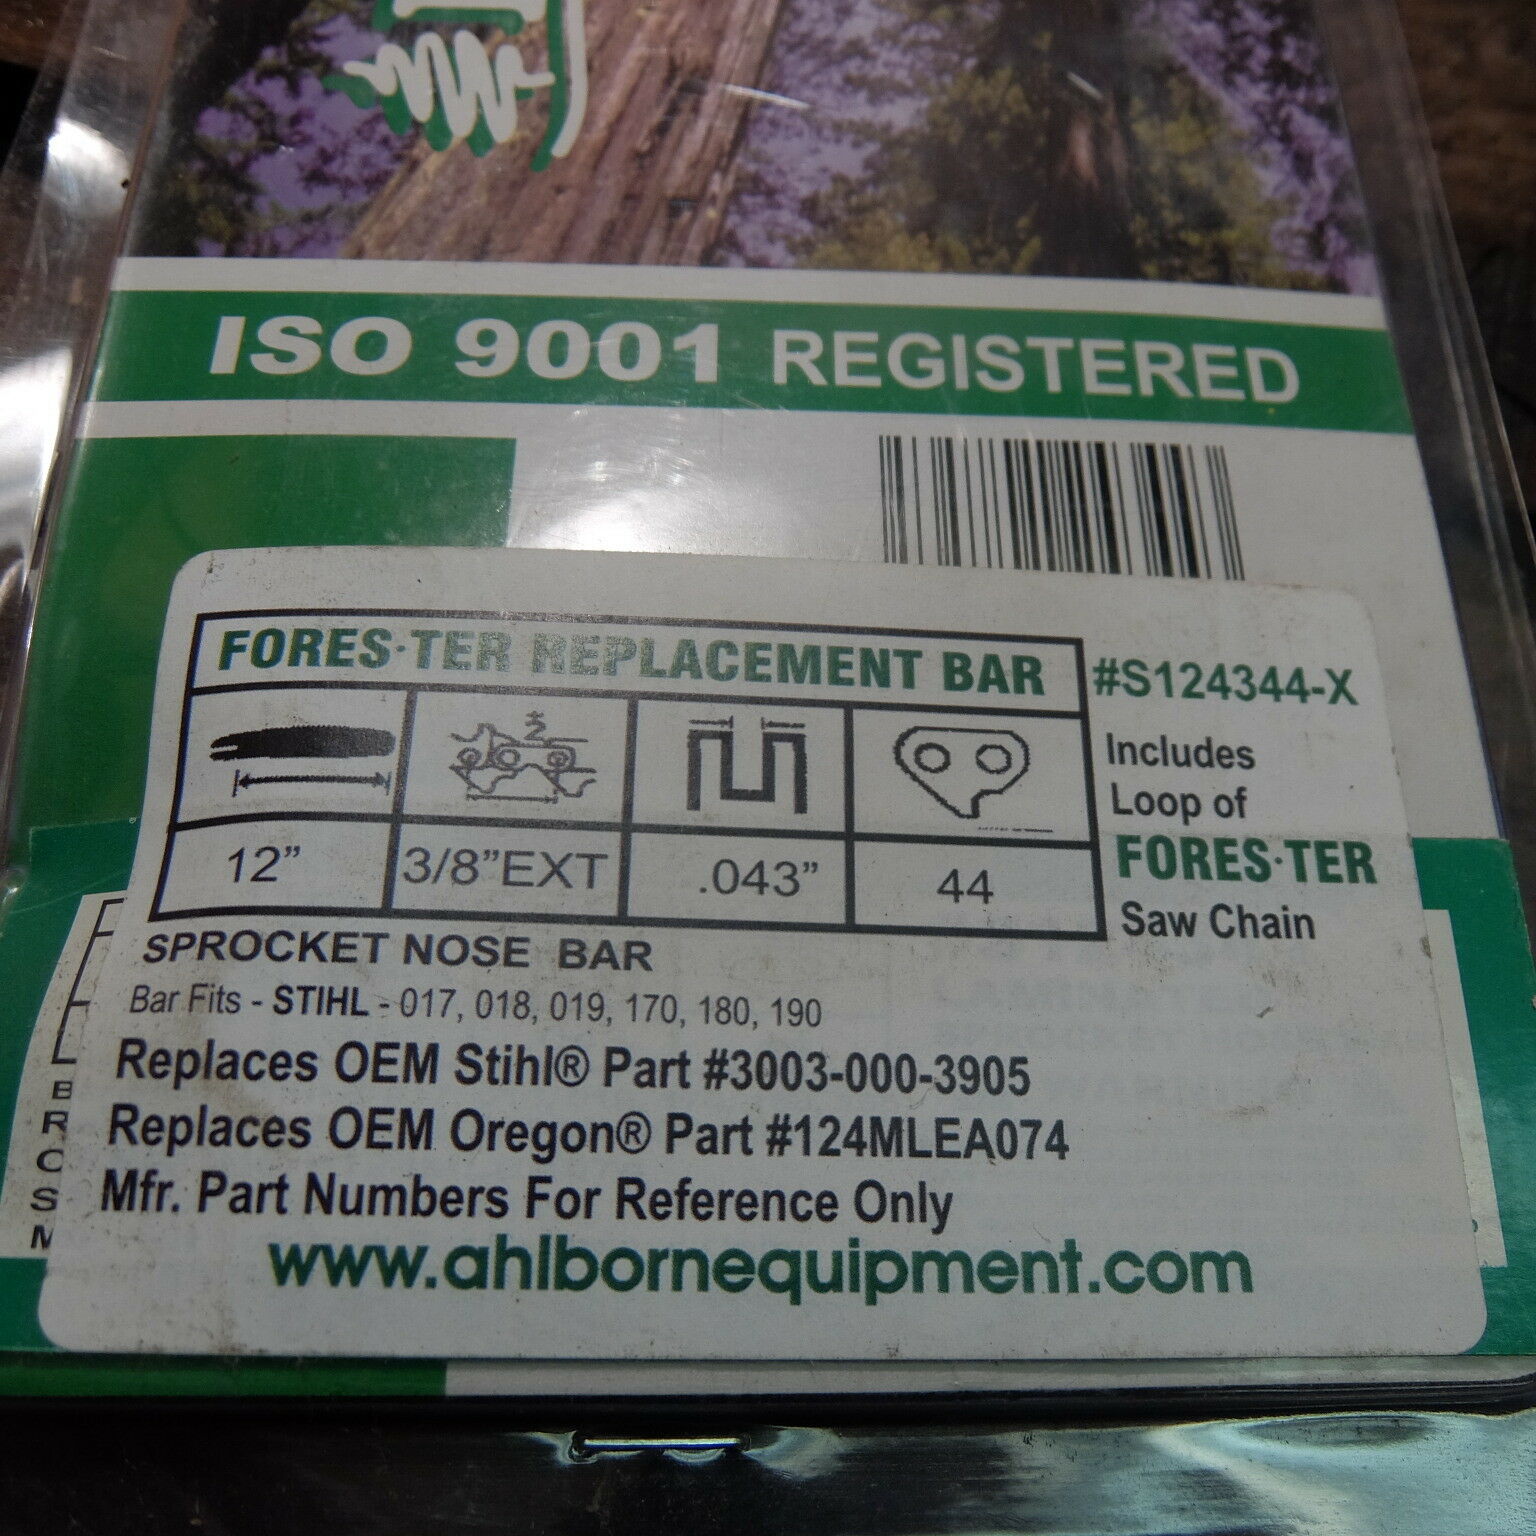 ISO 9001 REGISTERED
FORES·TER REPLACEMENT BAR
#S124344-X
Includes
Loop of
FORES·TER
Saw Chain
12” 3/8”EXT .043” 44
SPROCKET NOSE BAR
Bar Fits - STIHL - 017, 018, 019, 170, 180, 190
Replaces OEM Stihl® Part #3003-000-3905
Replaces OEM Oregon® Part #124MLEA074
Mfr. Part Numbers For Reference Only
www.ahlbornequipment.com